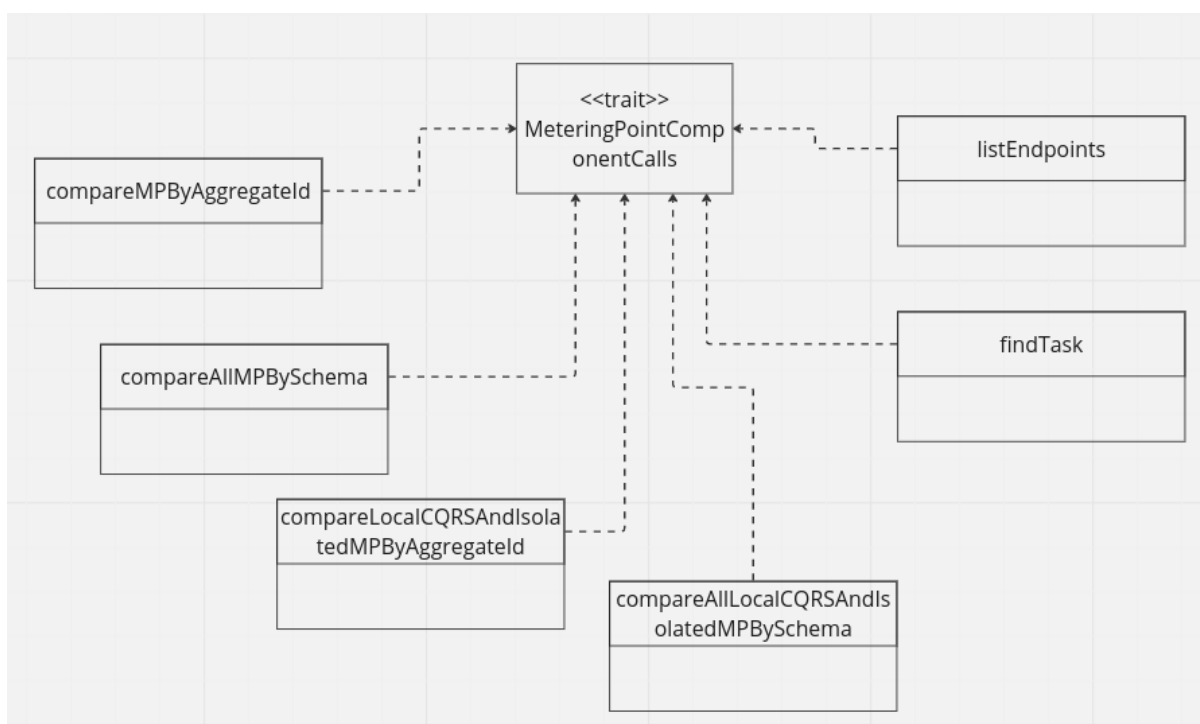 <<trait>>
MeteringPointComp
onentCalls
listEndpoints
compareMPByAggregateId
findTask
compareAllMPBySchema
compareLocalCQRSAndIsola
tedMPByAggregateId
compareAllLocalCQRSAndIs
olatedMPBySchema